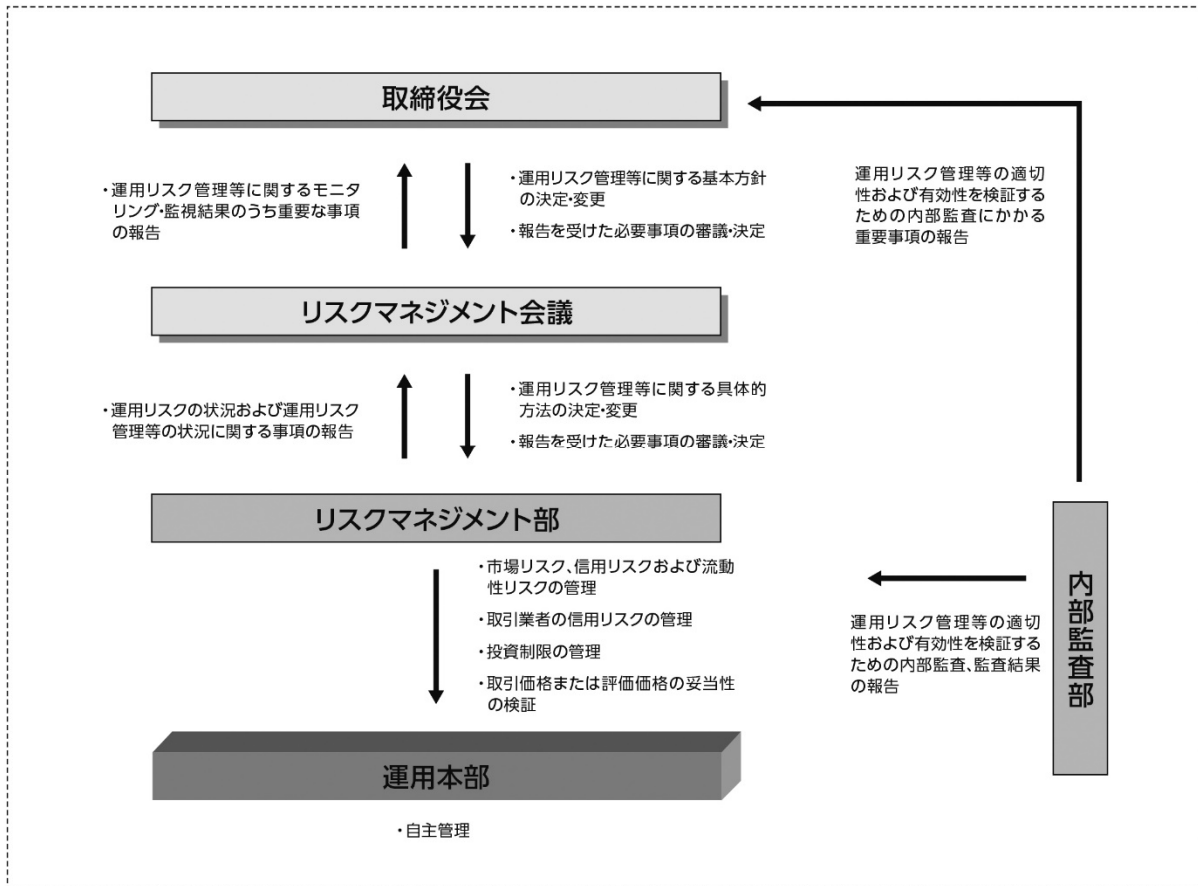 取締役会
・運用リスク管理等に関するモニタ
リング・監視結果のうち重要な事項
の報告
・運用リスク管理等に関する基本方針
の決定・変更
・報告を受けた必要事項の審議・決定
運用リスク管理等の適切
性および有効性を検証する
ための内部監査にかかる
重要事項の報告
リスクマネジメント会議
・運用リスクの状況および運用リスク
管理等の状況に関する事項の報告
・運用リスク管理等に関する具体的
方法の決定・変更
・報告を受けた必要事項の審議・決定
リスクマネジメント部
・市場リスク、信用リスクおよび流動
性リスクの管理
・取引業者の信用リスクの管理
・投資制限の管理
・取引価格または評価価格の妥当性
の検証
運用リスク管理等の適切
性および有効性を検証する
ための内部監査、監査結果
の報告
内部監査部
運用本部
・自主管理